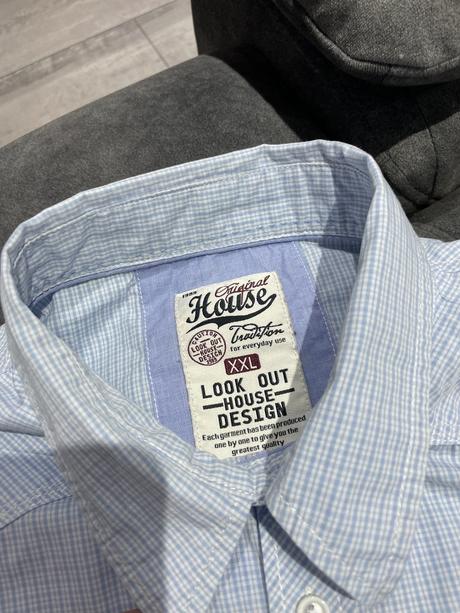 Original
House
Tradition
for everyday use
CAUTION
LOOK OUT
HOUSE
DESIGN
XXL
LOOK OUT
HOUSE
DESIGN
Each garment has been produced
one by one to give you the
greatest quality